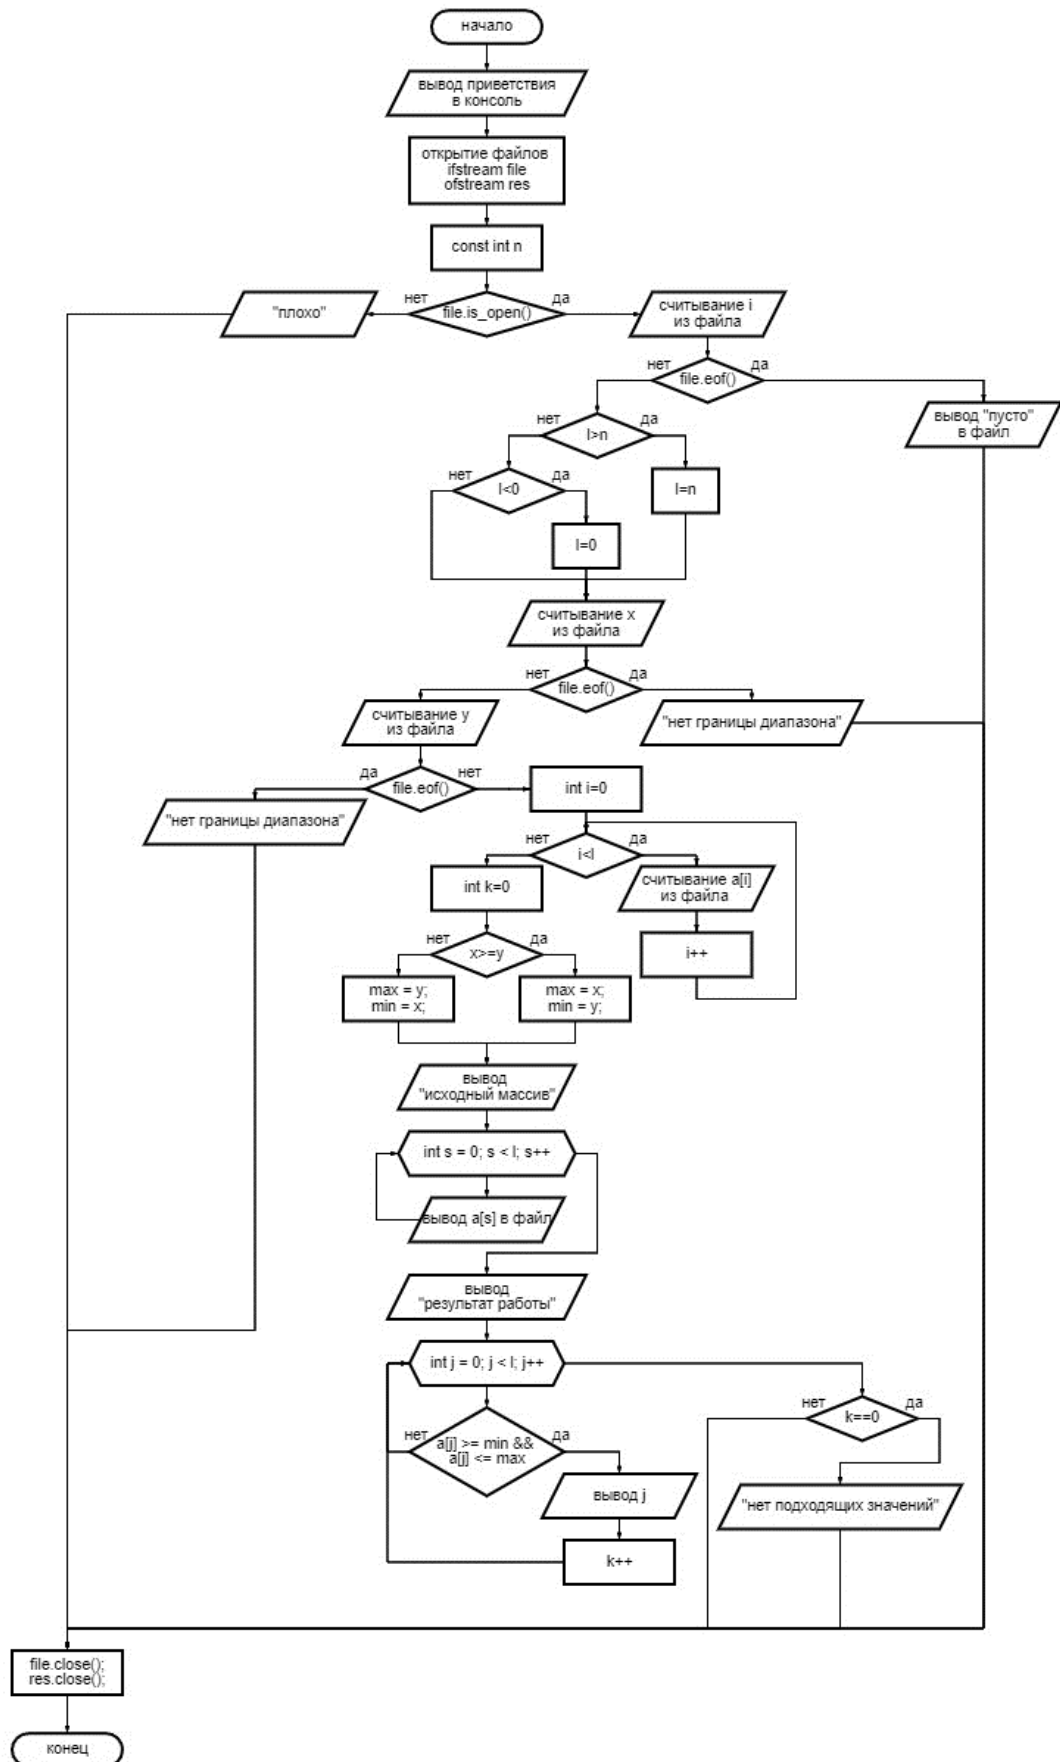 начало
вывод приветствия
в консоль
открытие файлов
ifstream file
ofstream res
const int n
нет
да
"плохо"
file.is_open()
считывание i
из файла
нет
да
file.eof()
вывод "пусто"
в файл
нет
да
l>n
нет
да
l<0
l=n
l=0
считывание x
из файла
нет
да
file.eof()
считывание y
из файла
"нет границы диапазона"
да
нет
file.eof()
int i=0
"нет границы диапазона"
нет
да
i<l
int k=0
считывание a[i]
из файла
нет
да
x>=y
i++
max = y;
min = x;
max = x;
min = y;
вывод
"исходный массив"
int s = 0; s < l; s++
вывод a[s] в файл
вывод
"результат работы"
int j = 0; j < l; j++
нет
да
k==0
нет
да
a[j] >= min &&
a[j] <= max
вывод j
"нет подходящих значений"
k++
file.close();
res.close();
конец